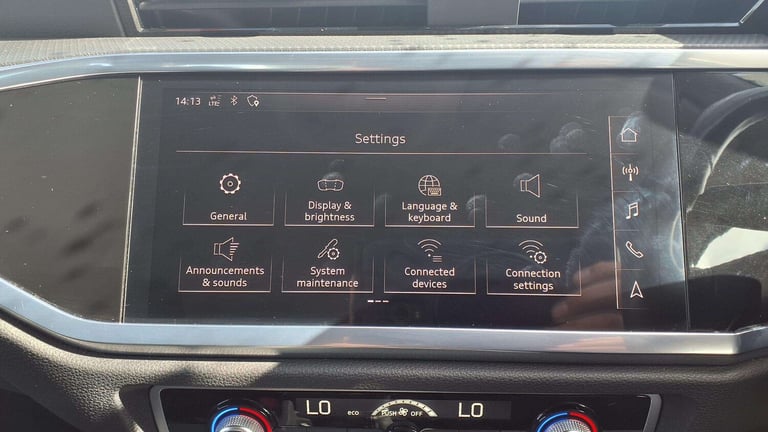 14:13 LTE
Settings
General
Display &
brightness
Language &
keyboard
Sound
Announcements
& sounds
System
maintenance
Connected
devices
Connection
settings
LO eco PUSH OFF LO